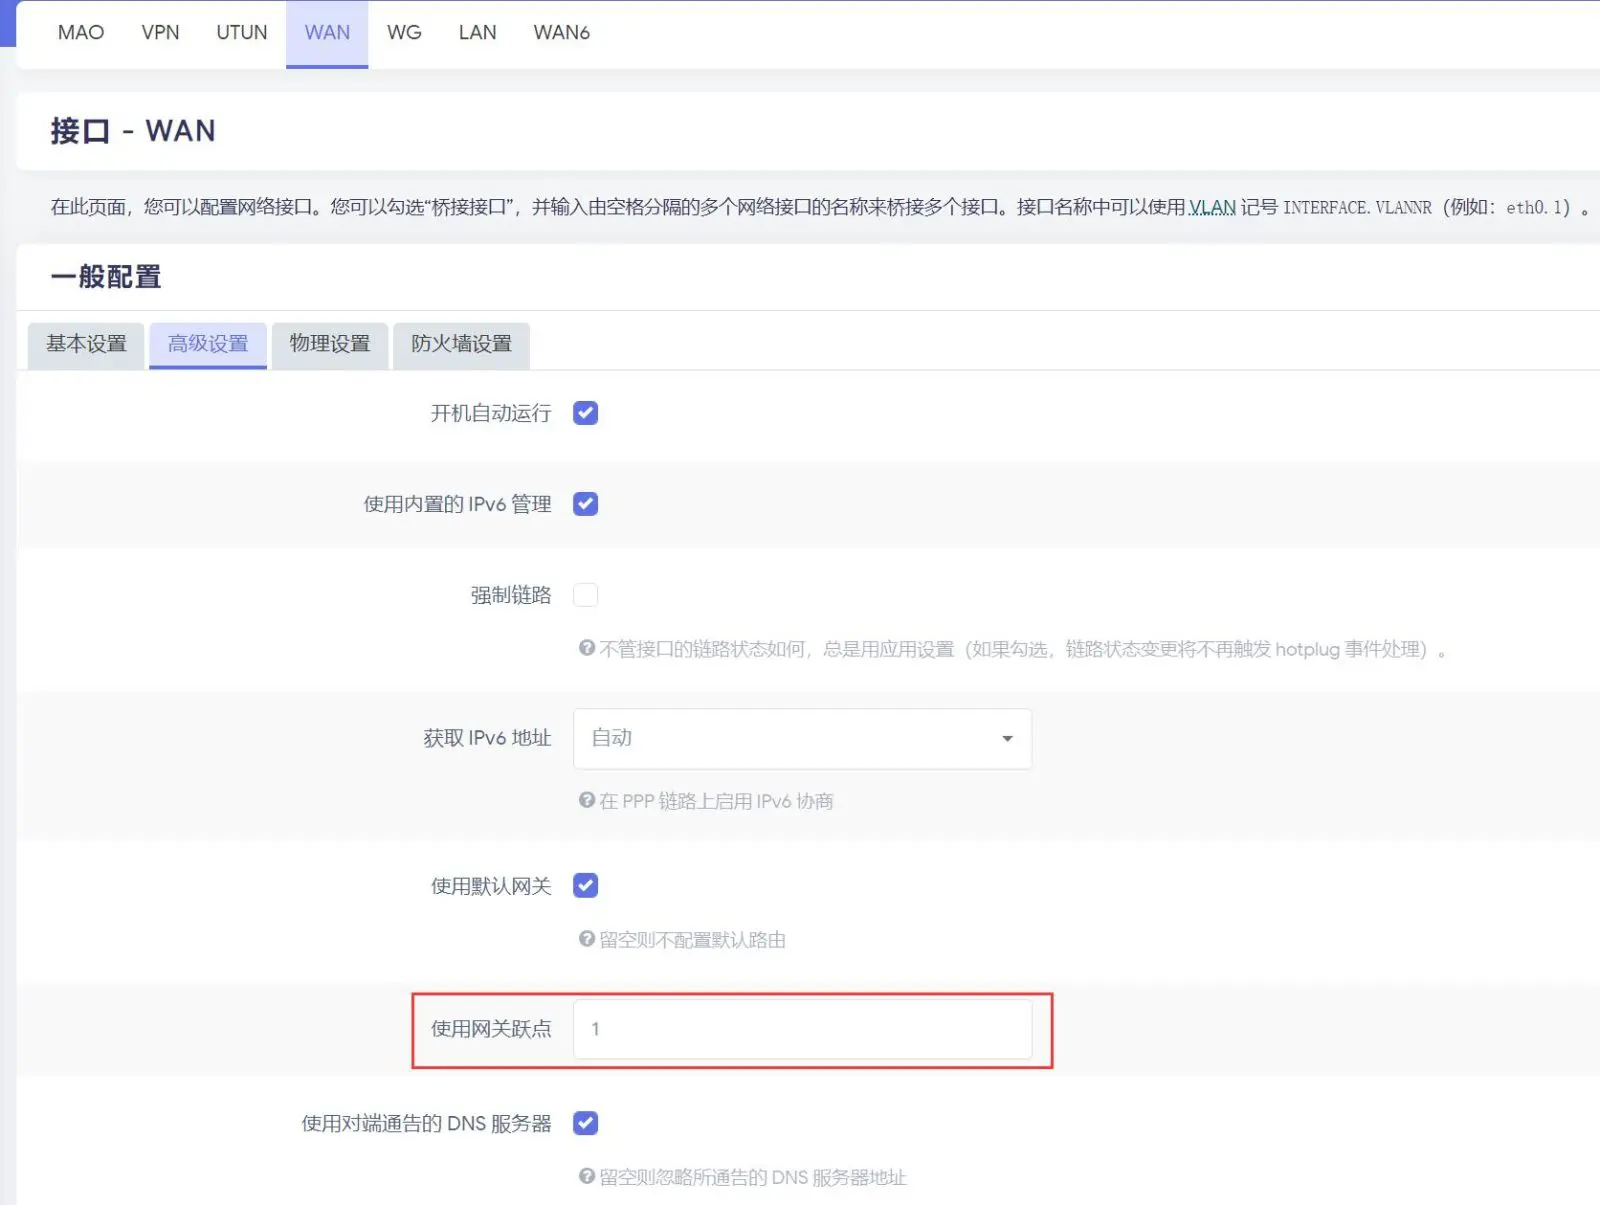 MAO VPN UTUN WAN WG LAN WAN6
接口 - WAN
在此页面，您可以配置网络接口。您可以勾选“桥接接口”，并输入由空格分隔的多个网络接口的名称来桥接多个接口。接口名称中可以使用 VLAN 记号 INTERFACE.VLANNR（例如：eth0.1）。
一般配置
基本设置 高级设置 物理设置 防火墙设置
开机自动运行
使用内置的 IPv6 管理
强制链路
不管接口的链路状态如何，总是用应用设置（如果勾选，链路状态变更将不再触发 hotplug 事件处理）。
获取 IPv6 地址 自动
在 PPP 链路上启用 IPv6 协商
使用默认网关
留空则不配置默认路由
使用网关跃点 1
使用对端通告的 DNS 服务器
留空则忽略所通告的 DNS 服务器地址